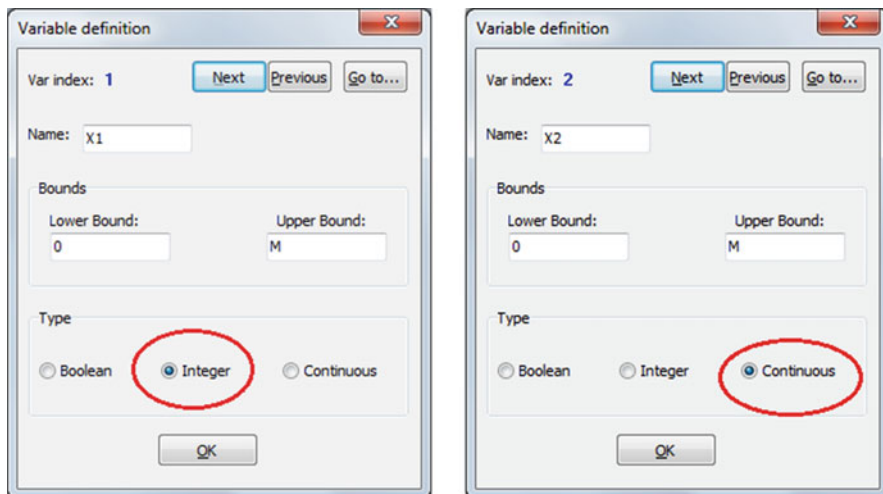 Variable definition
Var index: 1 Next Previous Go to...
Name: X1
Bounds
Lower Bound: Upper Bound:
0 M
Type
Boolean Integer Continuous
OK
Variable definition
Var index: 2 Next Previous Go to...
Name: X2
Bounds
Lower Bound: Upper Bound:
0 M
Type
Boolean Integer Continuous
OK